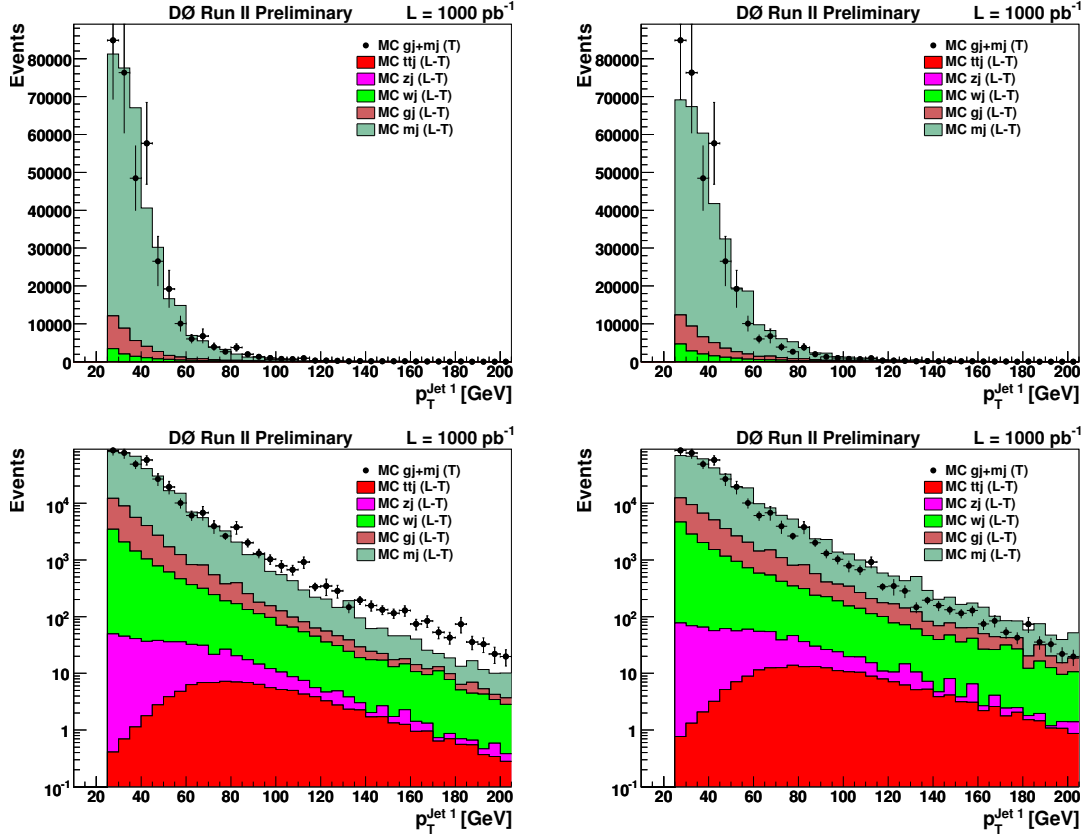 DØ Run II Preliminary L = 1000 pb⁻¹
Events
MC gj+mj (T)
MC ttj (L-T)
MC zj (L-T)
MC wj (L-T)
MC gj (L-T)
MC mj (L-T)
80000
70000
60000
50000
40000
30000
20000
10000
0
20 40 60 80 100 120 140 160 180 200
p_T^Jet 1 [GeV]
DØ Run II Preliminary L = 1000 pb⁻¹
Events
MC gj+mj (T)
MC ttj (L-T)
MC zj (L-T)
MC wj (L-T)
MC gj (L-T)
MC mj (L-T)
80000
70000
60000
50000
40000
30000
20000
10000
0
20 40 60 80 100 120 140 160 180 200
p_T^Jet 1 [GeV]
DØ Run II Preliminary L = 1000 pb⁻¹
Events
MC gj+mj (T)
MC ttj (L-T)
MC zj (L-T)
MC wj (L-T)
MC gj (L-T)
MC mj (L-T)
10⁴
10³
10²
10
1
10⁻¹
20 40 60 80 100 120 140 160 180 200
p_T^Jet 1 [GeV]
DØ Run II Preliminary L = 1000 pb⁻¹
Events
MC gj+mj (T)
MC ttj (L-T)
MC zj (L-T)
MC wj (L-T)
MC gj (L-T)
MC mj (L-T)
10⁴
10³
10²
10
1
10⁻¹
20 40 60 80 100 120 140 160 180 200
p_T^Jet 1 [GeV]